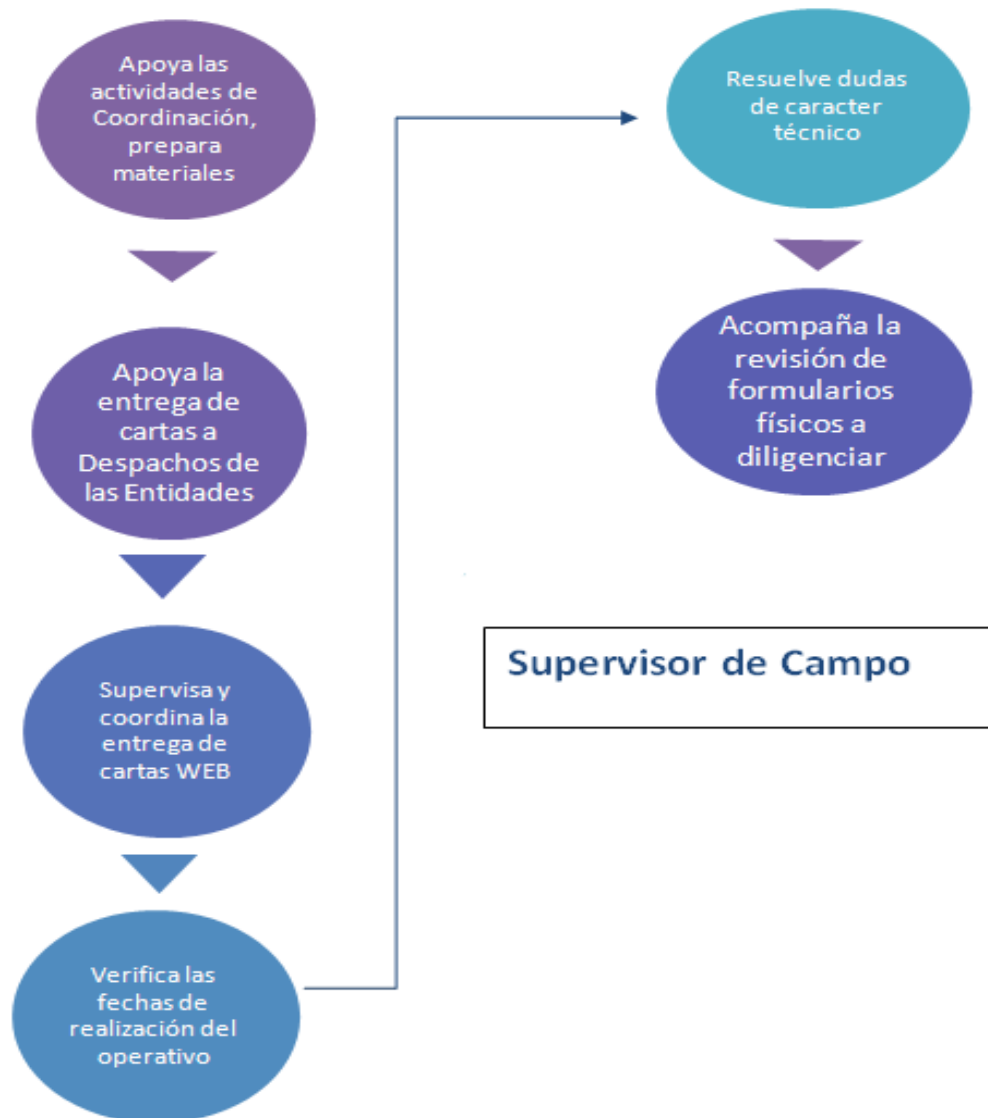 Apoya las
actividades de
Coordinación,
prepara
materiales
Apoya la
entrega de
cartas a
Despachos de
las Entidades
Supervisa y
coordina la
entrega de
cartas WEB
Verifica las
fechas de
realización del
operativo
Resuelve dudas
de caracter
técnico
Acompaña la
revisión de
formularios
físicos a
diligenciar
Supervisor de Campo